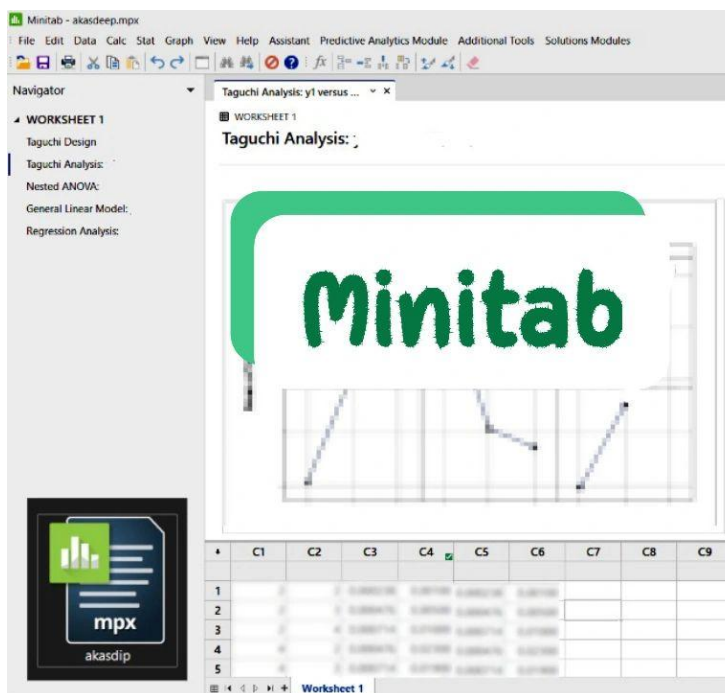 Minitab - akasdeep.mpx
File Edit Data Calc Stat Graph View Help Assistant Predictive Analytics Module Additional Tools Solutions Modules
Navigator
WORKSHEET 1
Taguchi Design
Taguchi Analysis:
Nested ANOVA:
General Linear Model:
Regression Analysis:
Taguchi Analysis: y1 versus ...
WORKSHEET 1
Taguchi Analysis:
Minitab
mpx
akasdip
C1 C2 C3 C4 C5 C6 C7 C8 C9
1
2
3
4
5
Worksheet 1